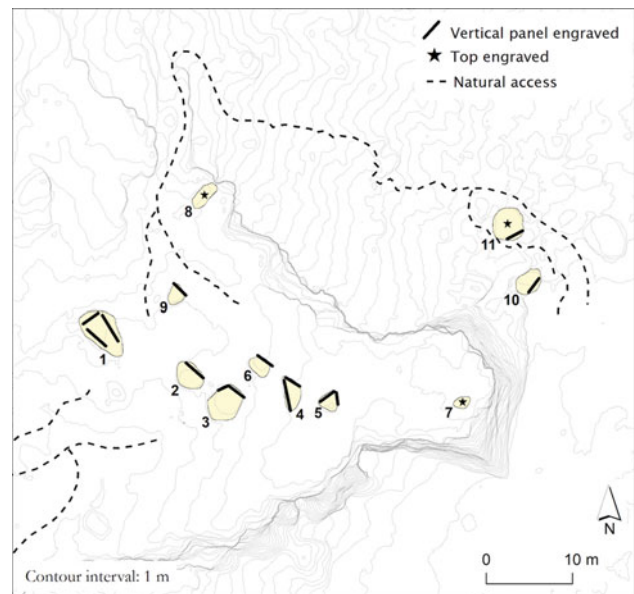 Vertical panel engraved
Top engraved
Natural access
8
11
9
10
1
2
6
3
4
5
7
N
0 10 m
Contour interval: 1 m